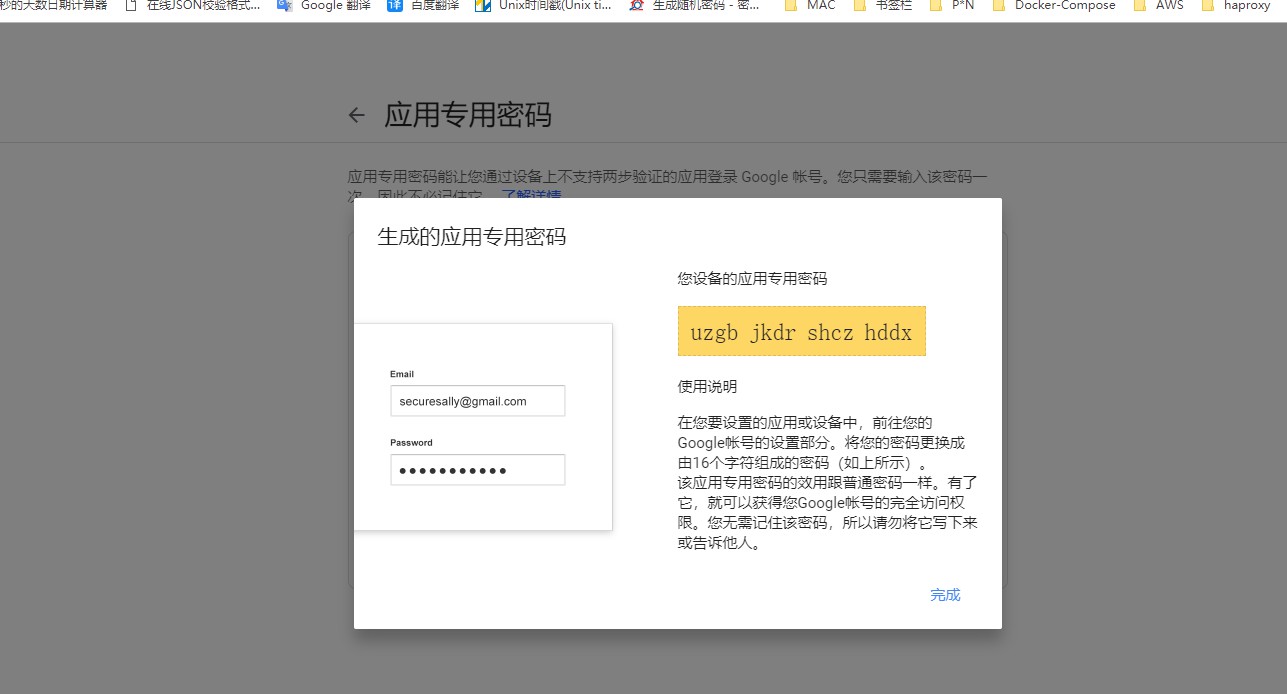 秒的天数日期计算器 在线JSON校验格式... Google 翻译 百度翻译 Unix时间戳(Unix ti... 生成随机密码 - 密... MAC 书签栏 P*N Docker-Compose AWS haproxy
应用专用密码
应用专用密码能让您通过设备上不支持两步验证的应用登录 Google 帐号。您只需要输入该密码一
次，因此不必记住它。 了解详情
生成的应用专用密码
您设备的应用专用密码
uzgb jkdr shcz hddx
Email
securesally@gmail.com
Password
使用说明
在您要设置的应用或设备中，前往您的
Google帐号的设置部分。将您的密码更换成
由16个字符组成的密码（如上所示）。
该应用专用密码的效用跟普通密码一样。有了
它，就可以获得您Google帐号的完全访问权
限。您无需记住该密码，所以请勿将它写下来
或告诉他人。
完成